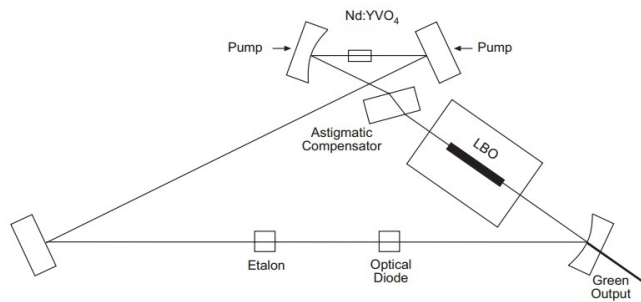 Nd:YVO₄
Pump
Pump
Astigmatic
Compensator
LBO
Etalon
Optical
Diode
Green
Output